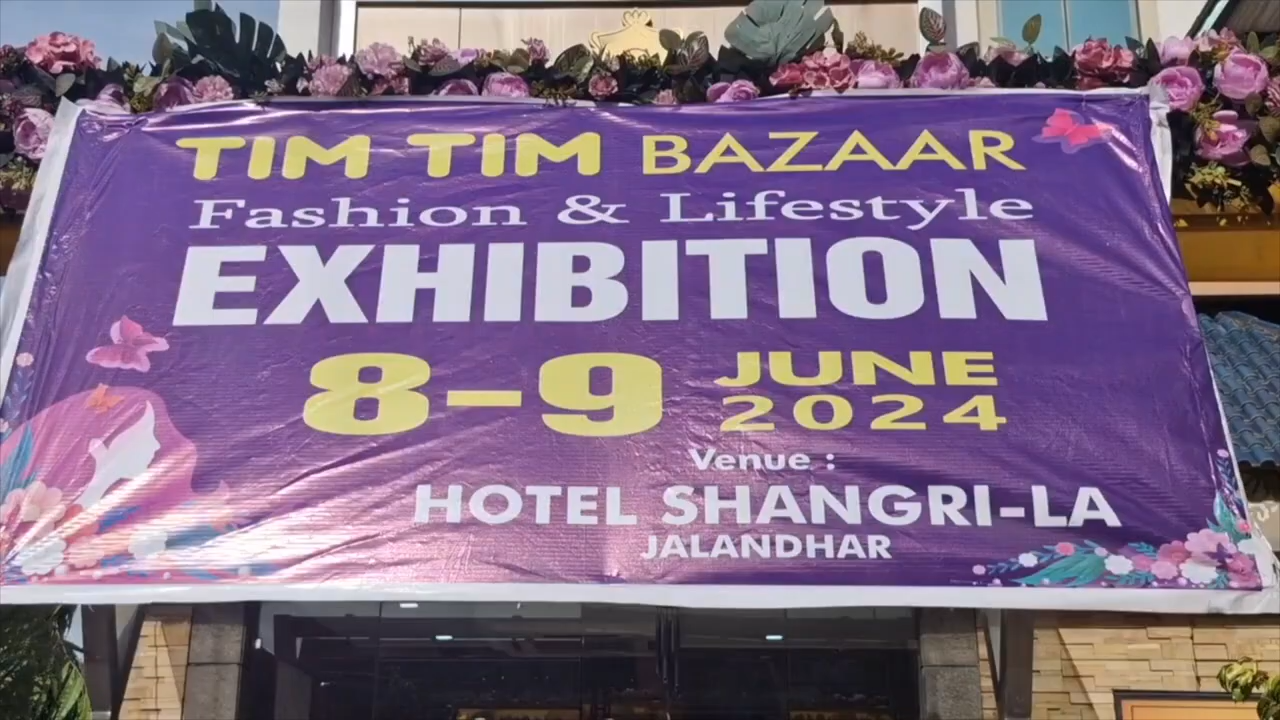 TIM TIM BAZAAR
Fashion & Lifestyle
EXHIBITION
8-9 JUNE 2024
Venue :
HOTEL SHANGRI-LA
JALANDHAR